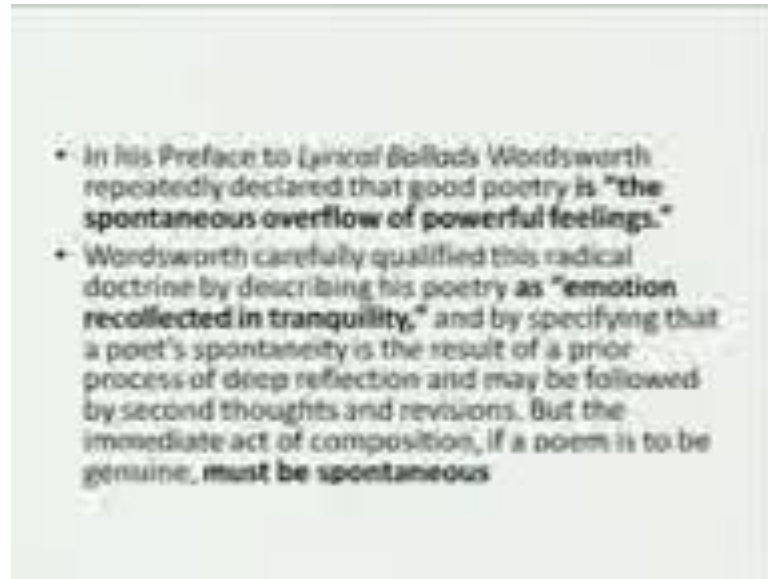 • In his Preface to Lyrical Ballads Wordsworth
repeatedly declared that good poetry is "the
spontaneous overflow of powerful feelings."
• Wordsworth carefully qualified this radical
doctrine by describing his poetry as "emotion
recollected in tranquility," and by specifying that
a poet's spontaneity is the result of a prior
process of deep reflection and may be followed
by second thoughts and revisions. But the
immediate act of composition, if a poem is to be
genuine, must be spontaneous